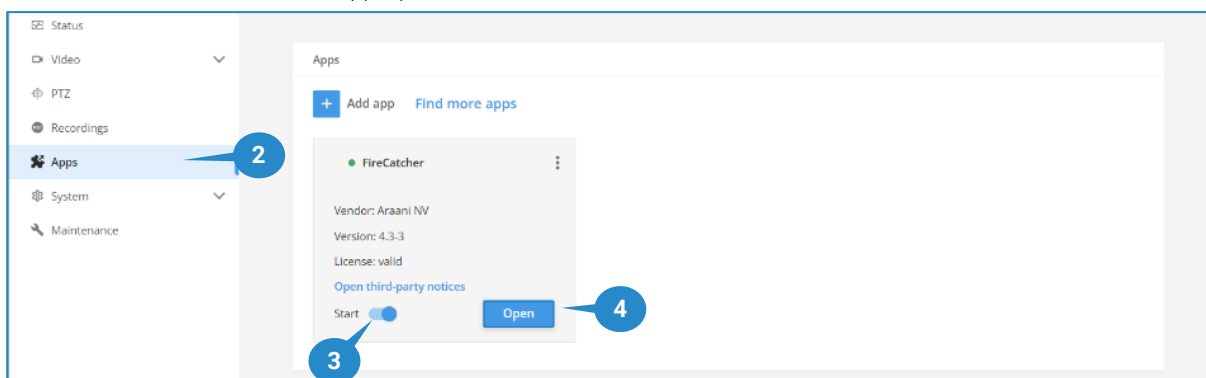 Status
Video
PTZ
Recordings
Apps
2
System
Maintenance
Apps
+ Add app Find more apps
FireCatcher
Vendor: Araani NV
Version: 4.3-3
License: valid
Open third-party notices
Start
Open
4
3